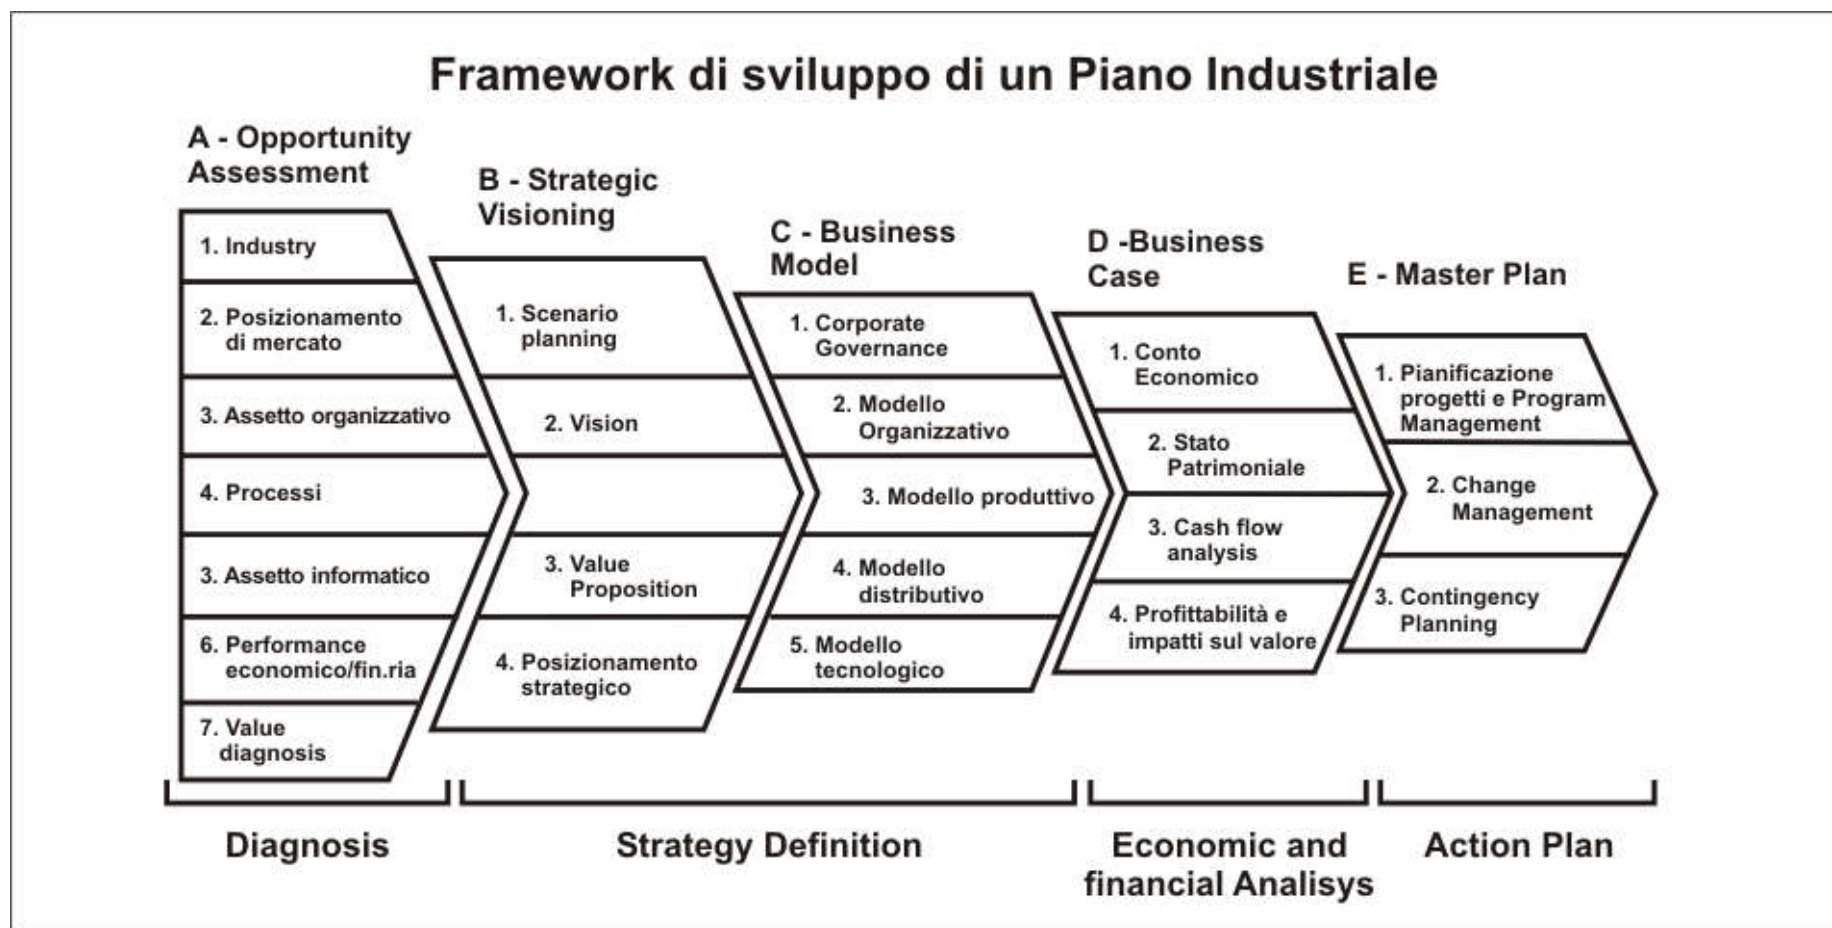 Framework di sviluppo di un Piano Industriale
A - Opportunity
Assessment
1. Industry
2. Posizionamento
di mercato
3. Assetto organizzativo
4. Processi
3. Assetto informatico
6. Performance
economico/fin.ria
7. Value
diagnosis
B - Strategic
Visioning
1. Scenario
planning
2. Vision
3. Value
Proposition
4. Posizionamento
strategico
C - Business
Model
1. Corporate
Governance
2. Modello
Organizzativo
3. Modello produttivo
4. Modello
distributivo
5. Modello
tecnologico
D -Business
Case
1. Conto
Economico
2. Stato
Patrimoniale
3. Cash flow
analysis
4. Profittabilità e
impatti sul valore
E - Master Plan
1. Pianificazione
progetti e Program
Management
2. Change
Management
3. Contingency
Planning
Diagnosis
Strategy Definition
Economic and
financial Analisys
Action Plan